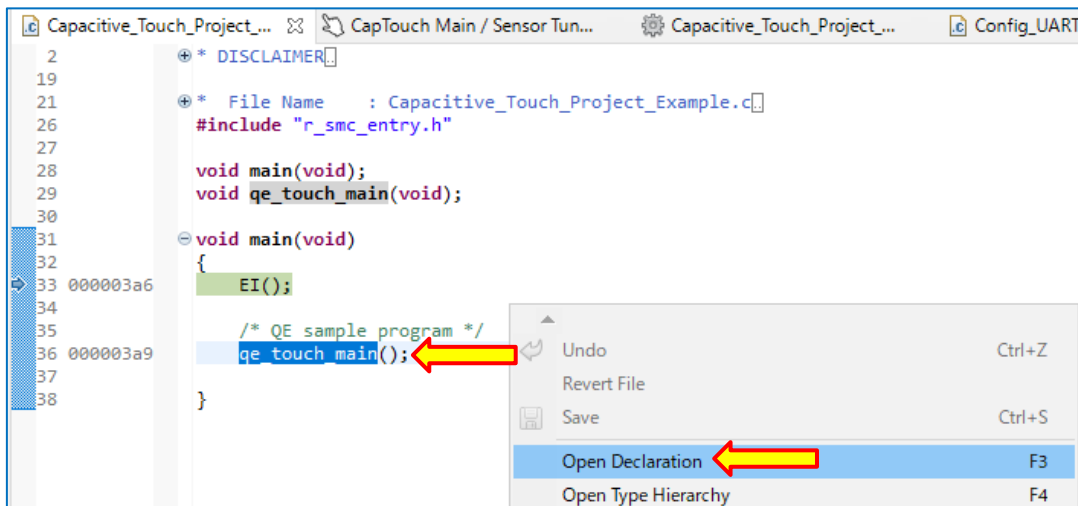 Capacitive_Touch_Project_... CapTouch Main / Sensor Tun... Capacitive_Touch_Project_... Config_UART
2 * DISCLAIMER
19
21 * File Name : Capacitive_Touch_Project_Example.c
26 #include "r_smc_entry.h"
27
28 void main(void);
29 void qe_touch_main(void);
30
31 void main(void)
32 {
33 000003a6 EI();
34
35 /* QE sample program */
36 000003a9 qe_touch_main();
37
38 }
Undo Ctrl+Z
Revert File
Save Ctrl+S
Open Declaration F3
Open Type Hierarchy F4